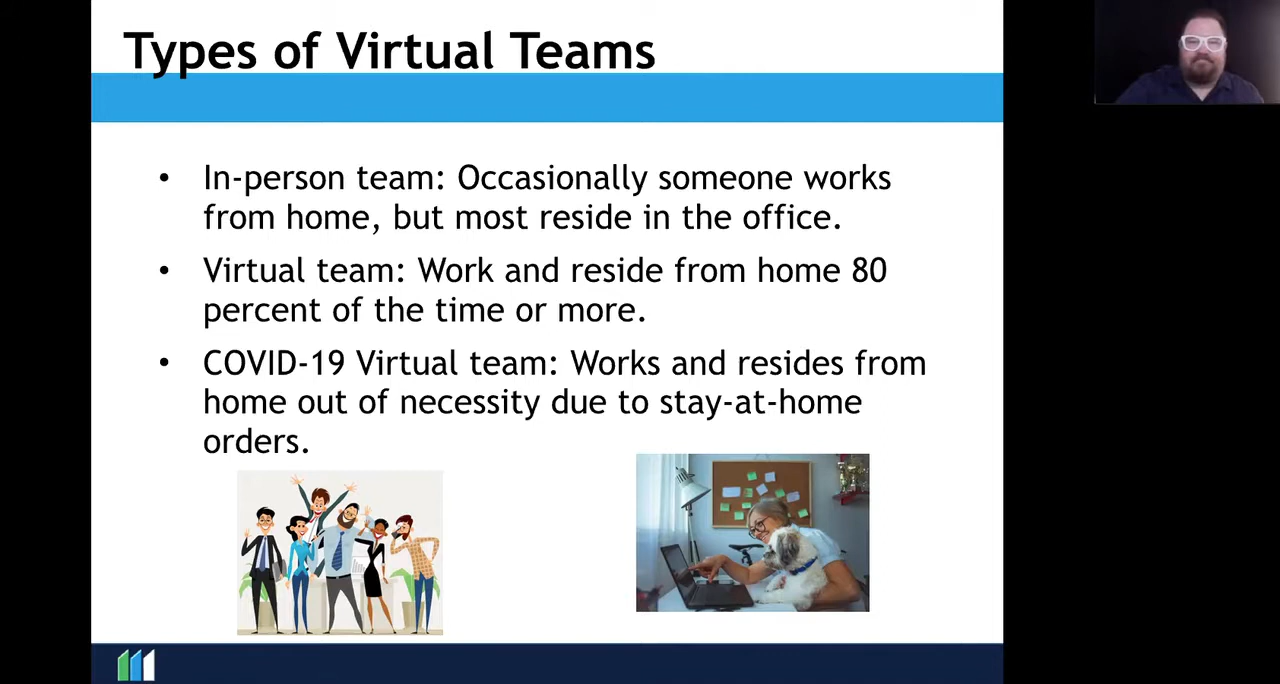 Types of Virtual Teams
• In-person team: Occasionally someone works
from home, but most reside in the office.
• Virtual team: Work and reside from home 80
percent of the time or more.
• COVID-19 Virtual team: Works and resides from
home out of necessity due to stay-at-home
orders.